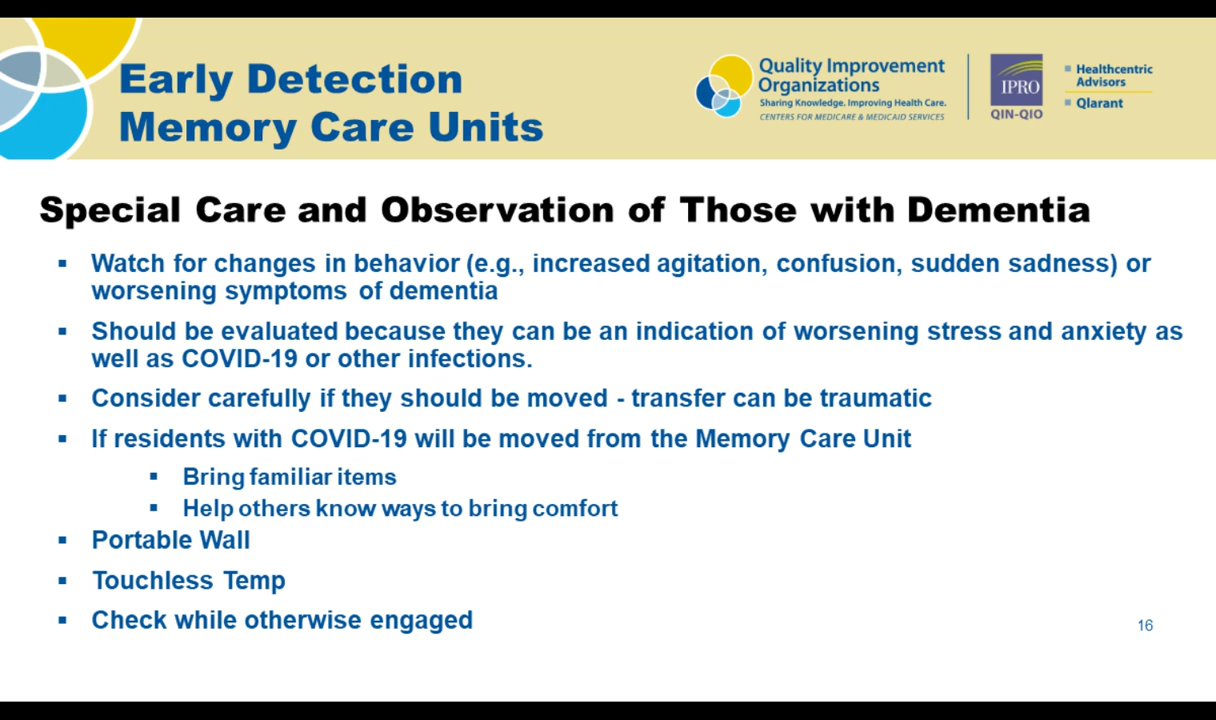 Early Detection
Memory Care Units
Quality Improvement
Organizations
Sharing Knowledge. Improving Health Care.
CENTERS FOR MEDICARE & MEDICAID SERVICES
IPRO
QIN-QIO
▪ Healthcentric
Advisors
▪ Qlarant
Special Care and Observation of Those with Dementia
▪ Watch for changes in behavior (e.g., increased agitation, confusion, sudden sadness) or
worsening symptoms of dementia
▪ Should be evaluated because they can be an indication of worsening stress and anxiety as
well as COVID-19 or other infections.
▪ Consider carefully if they should be moved - transfer can be traumatic
▪ If residents with COVID-19 will be moved from the Memory Care Unit
▪ Bring familiar items
▪ Help others know ways to bring comfort
▪ Portable Wall
▪ Touchless Temp
▪ Check while otherwise engaged
16